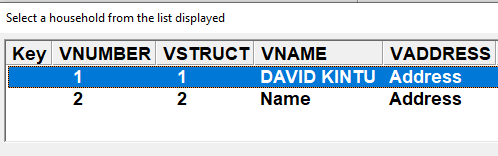 Select a household from the list displayed
Key VNUMBER VSTRUCT VNAME VADDRESS
1 1 DAVID KINTU Address
2 2 Name Address